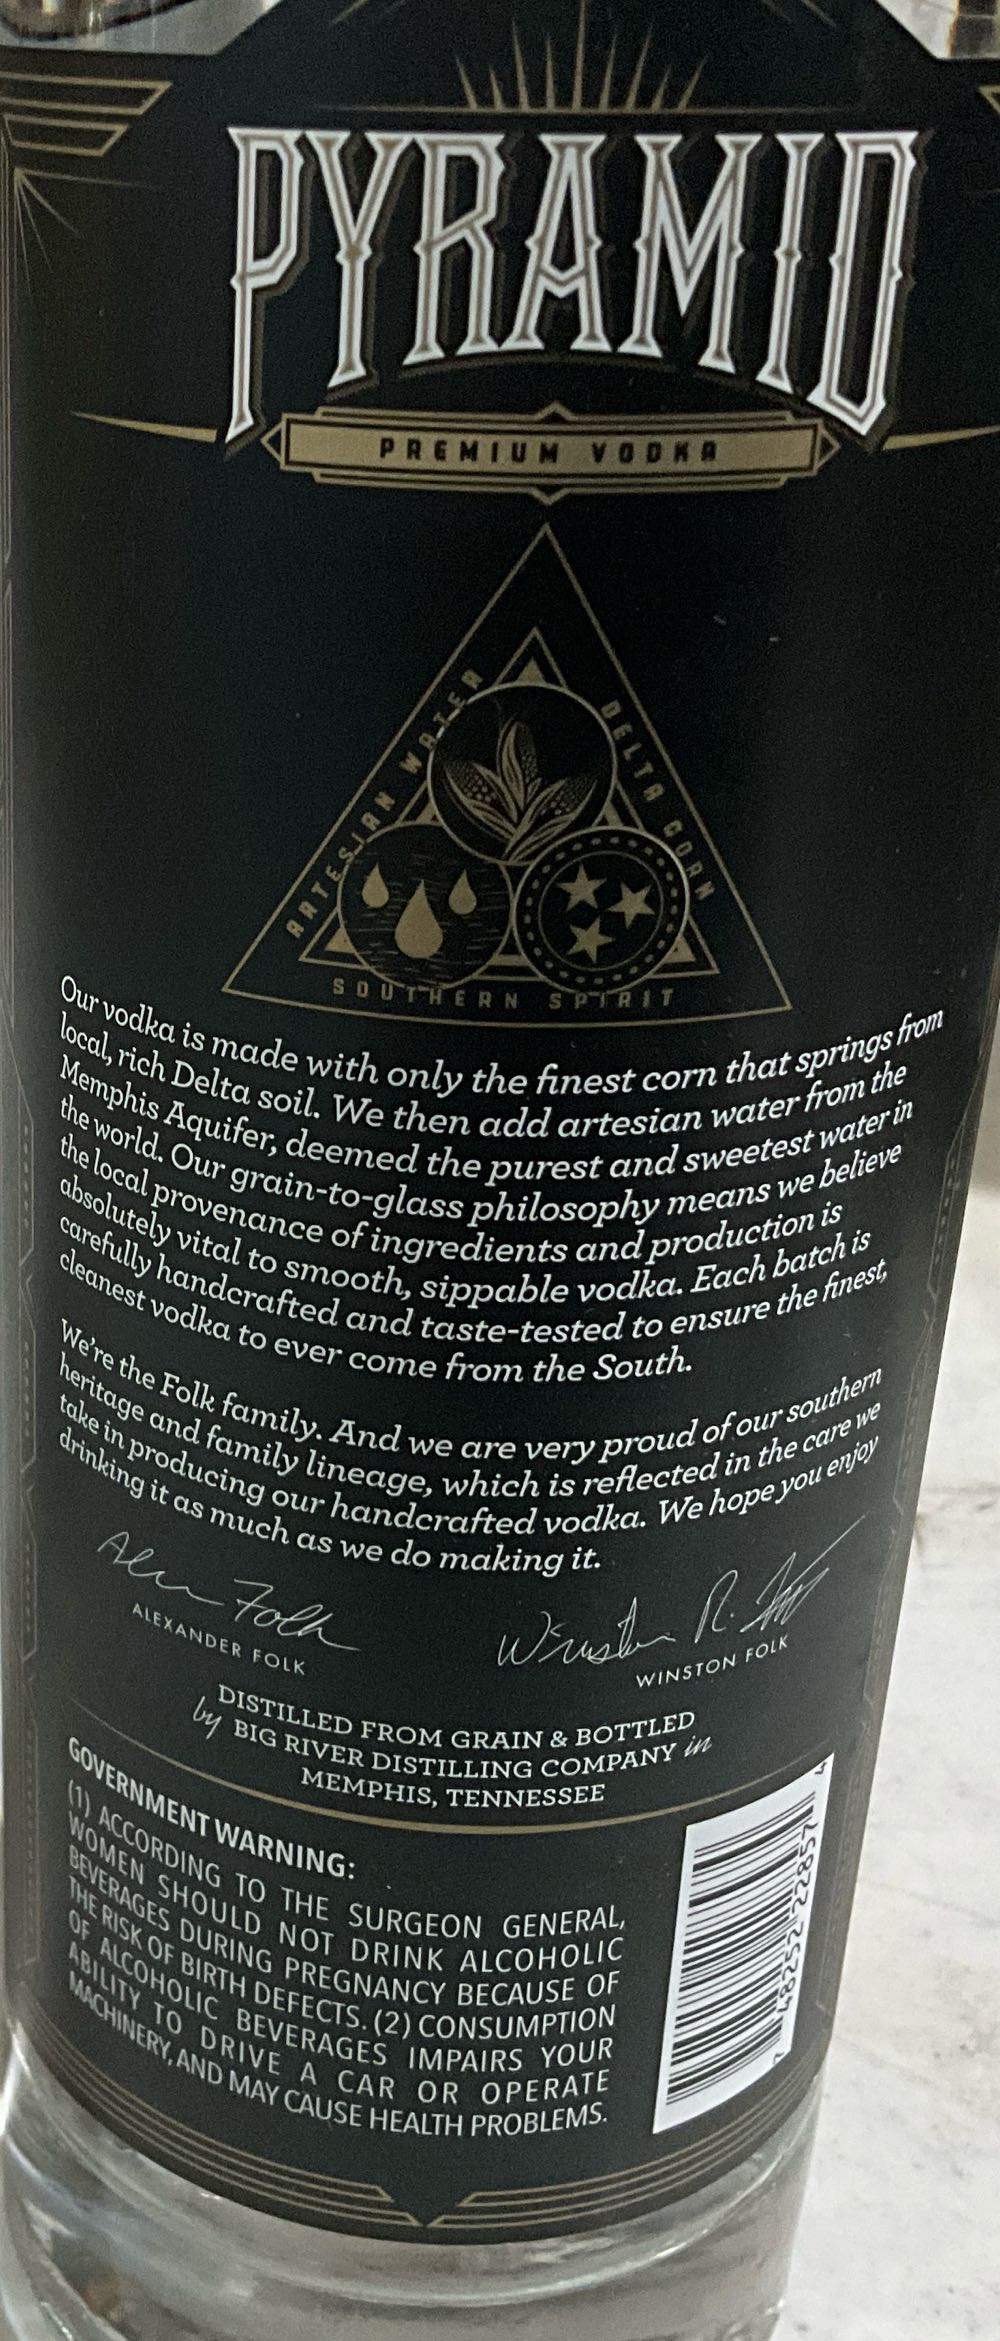 PYRAMID
PREMIUM VODKA
ARTESIAN WATER
DELTA CORN
SOUTHERN SPIRIT
Our vodka is made with only the finest corn that springs from
local, rich Delta soil. We then add artesian water from the
Memphis Aquifer, deemed the purest and sweetest water in
the world. Our grain-to-glass philosophy means we believe
the local provenance of ingredients and production is
absolutely vital to smooth, sippable vodka. Each batch is
carefully handcrafted and taste-tested to ensure the finest,
cleanest vodka to ever come from the South.
We're the Folk family. And we are very proud of our southern
heritage and family lineage, which is reflected in the care we
take in producing our handcrafted vodka. We hope you enjoy
drinking it as much as we do making it.
ALEXANDER FOLK
Winston R.
WINSTON FOLK
DISTILLED FROM GRAIN & BOTTLED
by BIG RIVER DISTILLING COMPANY in
MEMPHIS, TENNESSEE
GOVERNMENT WARNING:
(1) ACCORDING TO THE SURGEON GENERAL,
WOMEN SHOULD NOT DRINK ALCOHOLIC
BEVERAGES DURING PREGNANCY BECAUSE OF
THE RISK OF BIRTH DEFECTS. (2) CONSUMPTION
OF ALCOHOLIC BEVERAGES IMPAIRS YOUR
ABILITY TO DRIVE A CAR OR OPERATE
MACHINERY, AND MAY CAUSE HEALTH PROBLEMS.
7 48252 22857 4